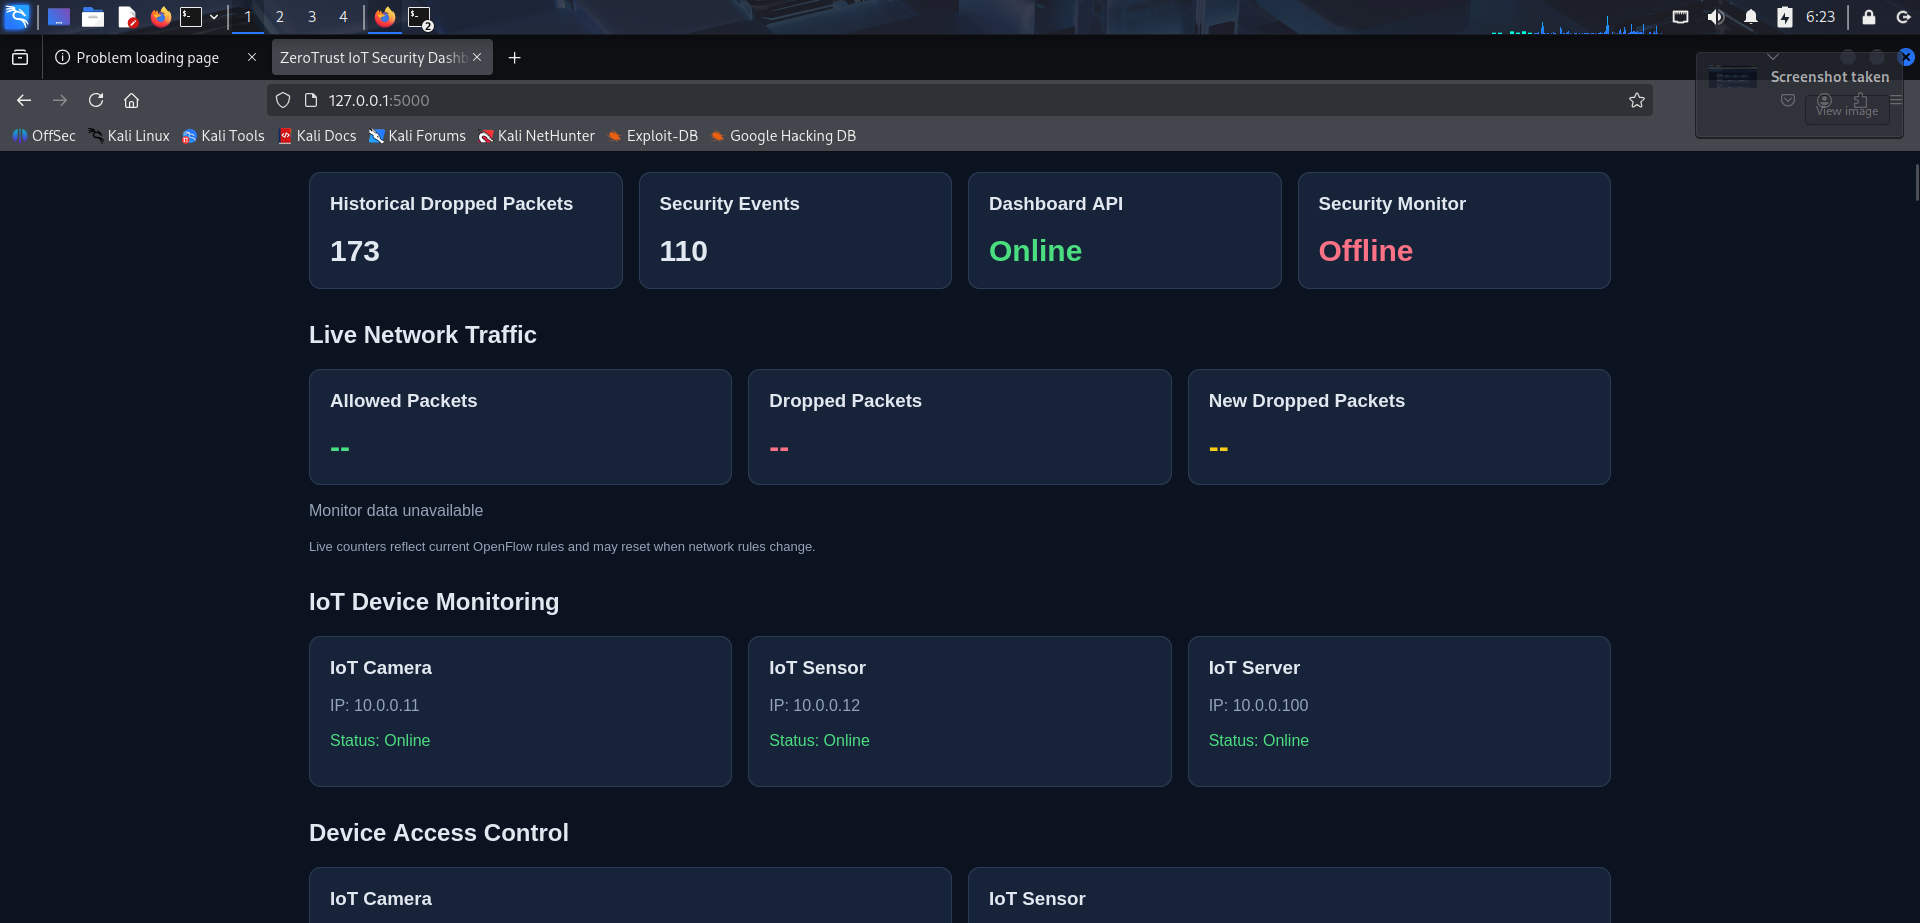 1 2 3 4 2 6:23
Problem loading page ZeroTrust IoT Security Dashb
Screenshot taken
127.0.0.1:5000
View image
OffSec Kali Linux Kali Tools Kali Docs Kali Forums Kali NetHunter Exploit-DB Google Hacking DB
Historical Dropped Packets Security Events Dashboard API Security Monitor
173 110 Online Offline
Live Network Traffic
Allowed Packets Dropped Packets New Dropped Packets
-- -- --
Monitor data unavailable
Live counters reflect current OpenFlow rules and may reset when network rules change.
IoT Device Monitoring
IoT Camera IoT Sensor IoT Server
IP: 10.0.0.11 IP: 10.0.0.12 IP: 10.0.0.100
Status: Online Status: Online Status: Online
Device Access Control
IoT Camera IoT Sensor